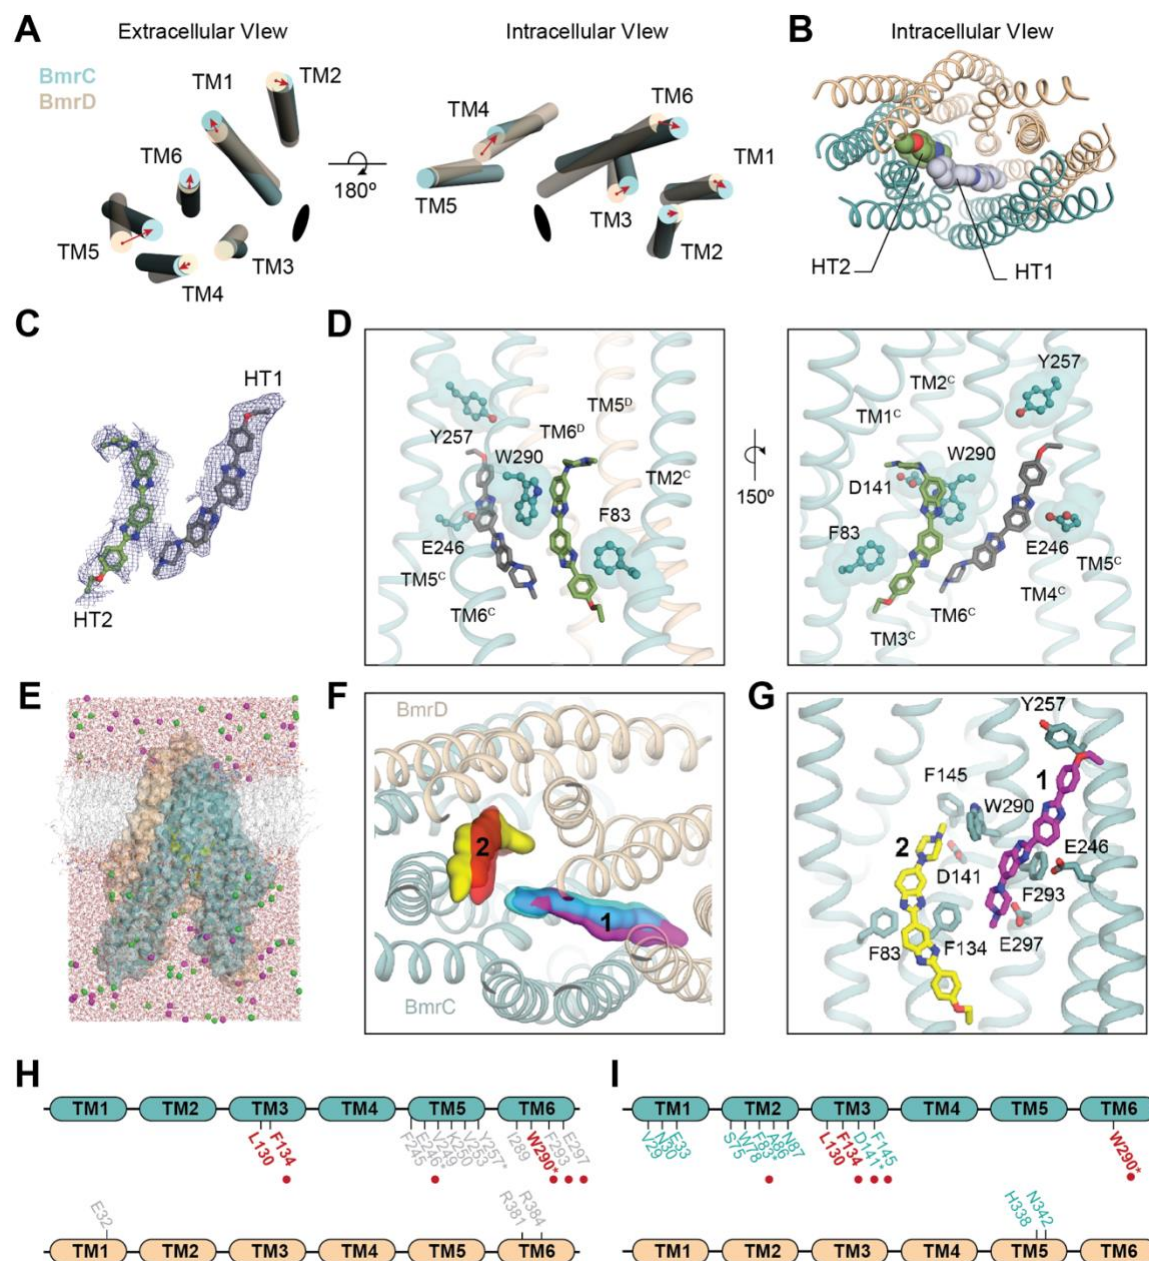 A
Extracellular VIew
Intracellular VIew
BmrC
BmrD
TM1
TM2
TM6
TM5
TM4
TM3
180º
TM4
TM6
TM1
TM5
TM3
TM2
B
Intracellular VIew
HT2
HT1
C
HT1
HT2
D
Y257
W290
TM5D
TM6D
TM2C
F83
E246
TM5C
TM6C
150º
Y257
TM2C
TM1C
W290
D141
F83
E246
TM5C
TM4C
TM6C
TM3C
E
F
BmrD
2
1
BmrC
G
Y257
1
F145
W290
2
E246
D141
F293
F83
F134
E297
H
TM1 TM2 TM3 TM4 TM5 TM6
L130
F134
F245
E246*
V249
K250
V253
Y257*
I289
W290*
F293
E297
E32
R381
R384
TM1 TM2 TM3 TM4 TM5 TM6
I
TM1 TM2 TM3 TM4 TM5 TM6
V29
N30
E33
S75
W78
F83*
A86
N87
L130
F134
D141*
F145
W290*
H338
N342
TM1 TM2 TM3 TM4 TM5 TM6